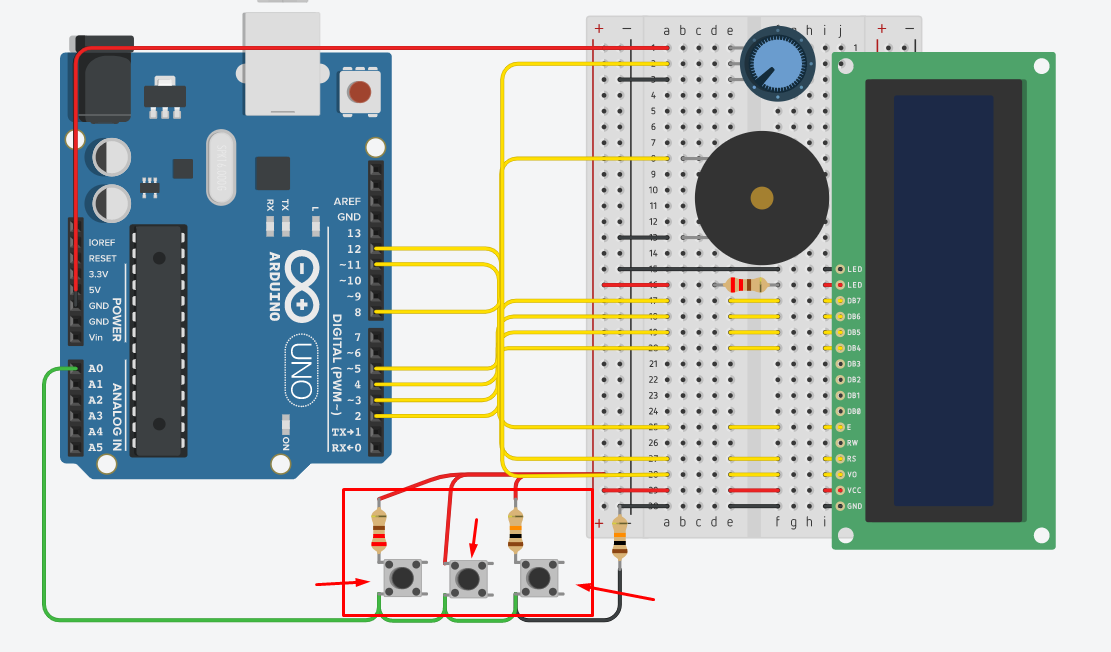 + − a b c d e h i j + −
1 1
3
4
5
6
7
8
9
10
11
12
13
14
15
16
17
18
19
20
21
22
23
24
25
26
27
28
29
+ − a b c d e f g h i
AREF
GND
13
12
~11
~10
~9
8
7
~6
~5
4
~3
2
TX→1
RX←0
DIGITAL (PWM~)
RX
TX
L
ARDUINO
UNO
ON
IOREF
RESET
3.3V
5V
GND
GND
Vin
POWER
A0
A1
A2
A3
A4
A5
ANALOG IN
LED
LED
DB7
DB6
DB5
DB4
DB3
DB2
DB1
DB0
E
RW
RS
VO
VCC
GND